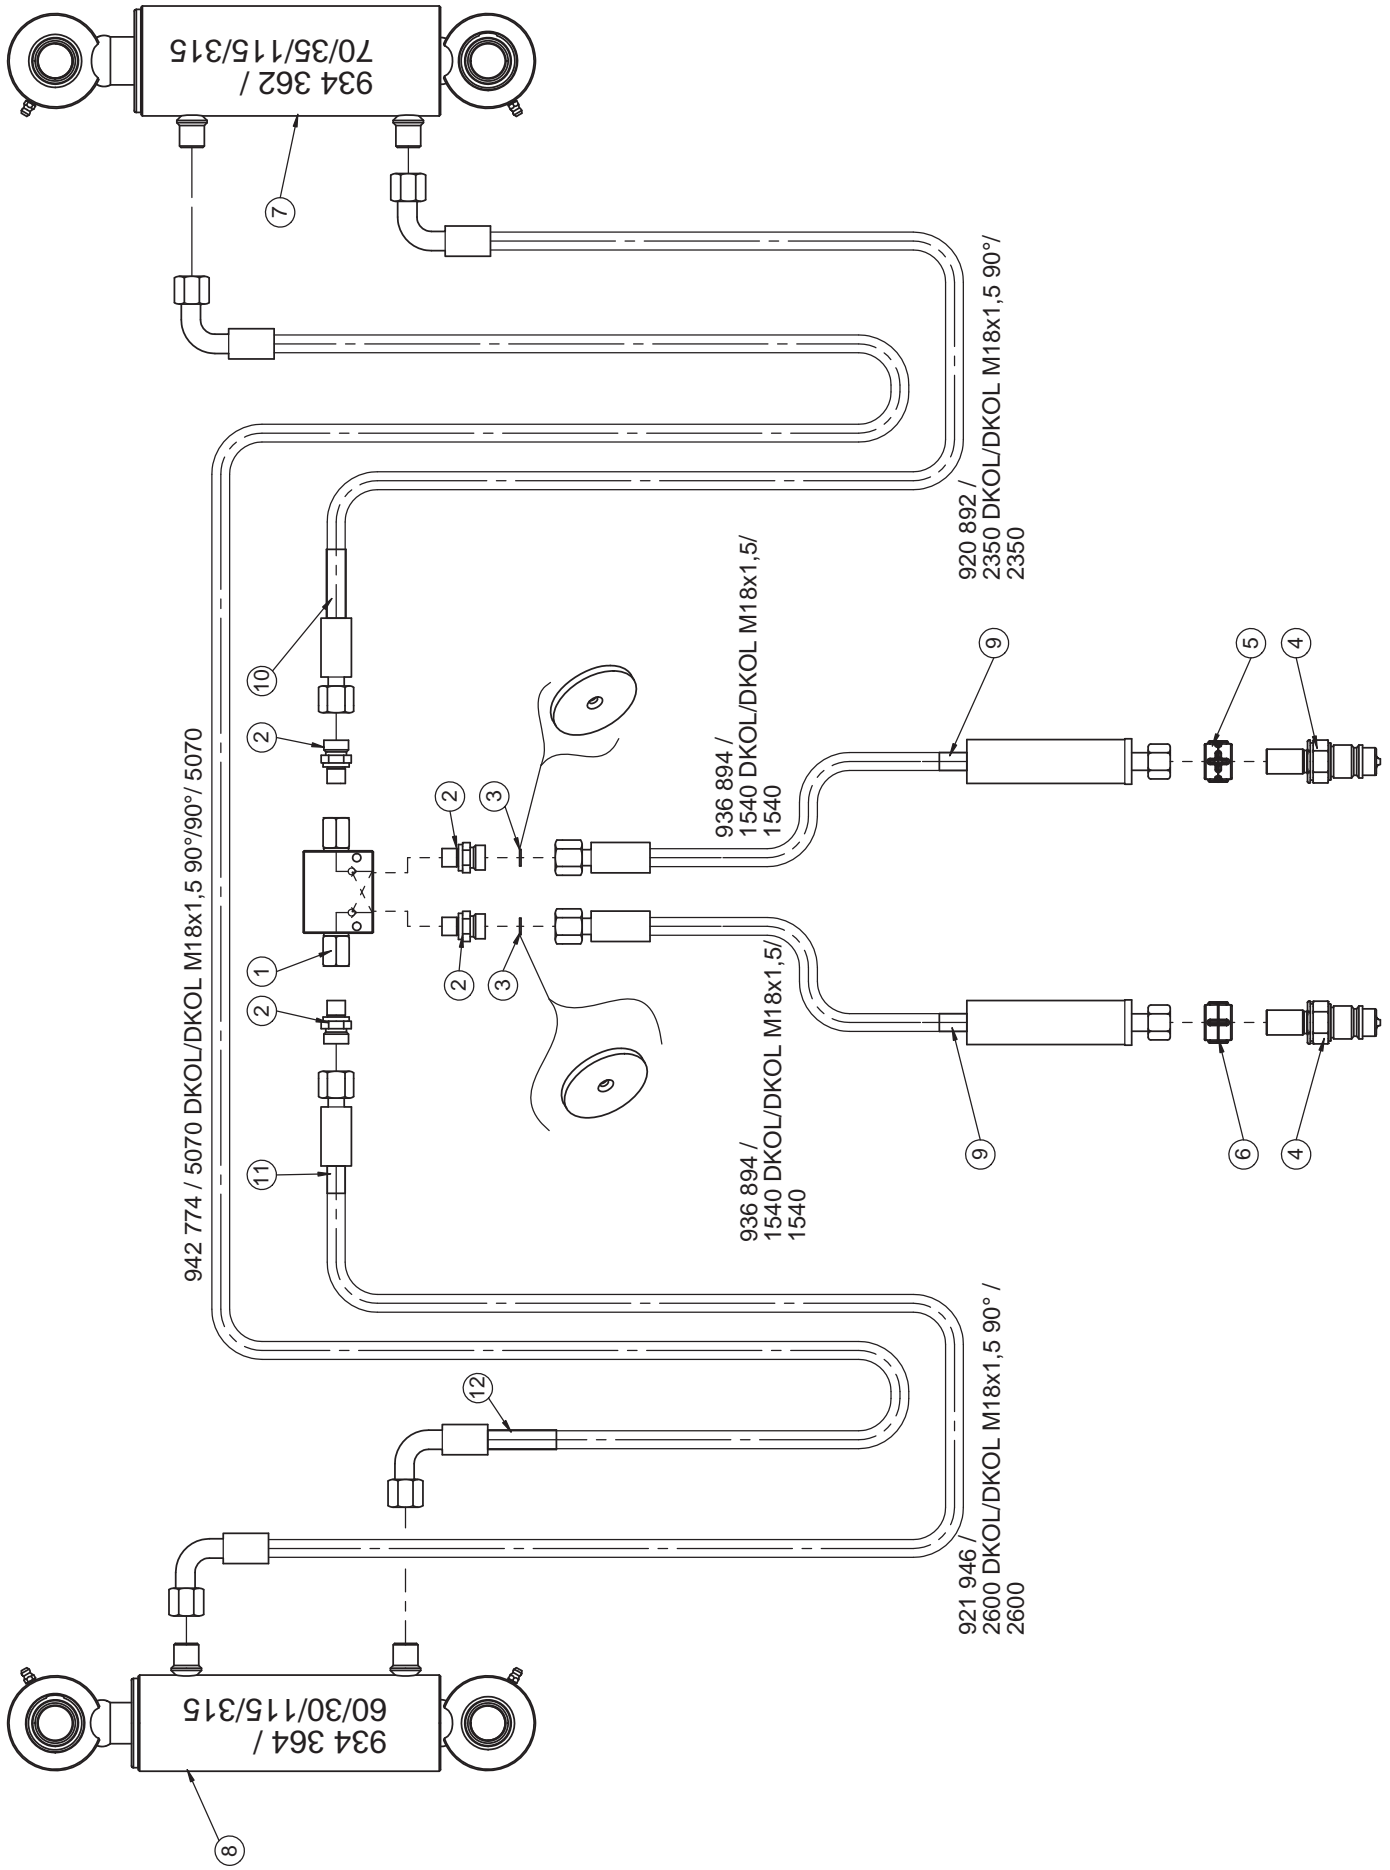 934 362 /
70/35/115/315
7
942 774 / 5070 DKOL/DKOL M18x1,5 90°/90°/ 5070
10
2
1
2
11
2
3
2
3
936 894 /
1540 DKOL/DKOL M18x1,5/
1540
920 892 /
2350 DKOL/DKOL M18x1,5 90°/
2350
9
5
4
936 894 /
1540 DKOL/DKOL M18x1,5/
1540
9
6
4
12
921 946 /
2600 DKOL/DKOL M18x1,5 90° /
2600
934 364 /
60/30/115/315
8